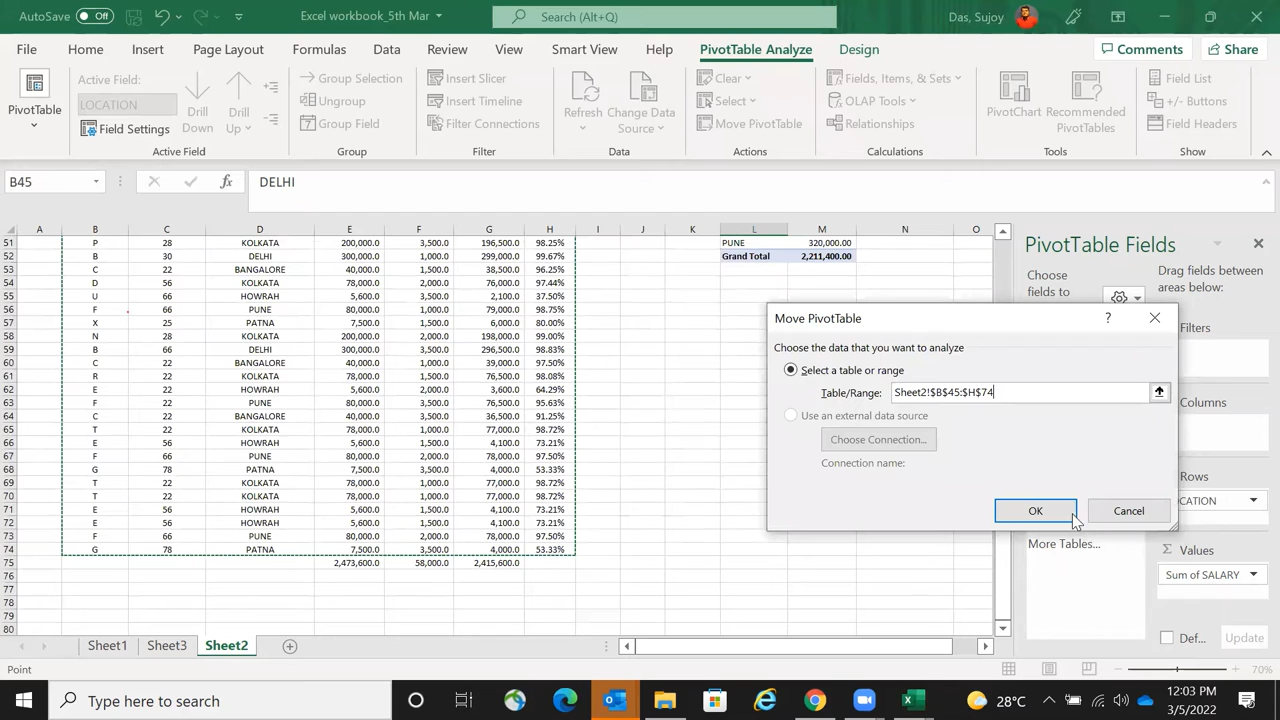 AutoSave Off Excel workbook_5th Mar Search (Alt+Q) Das, Sujoy
File Home Insert Page Layout Formulas Data Review View Smart View Help PivotTable Analyze Design Comments Share
PivotTable
Active Field:
LOCATION
Field Settings
Drill Down
Drill Up
Active Field
Group Selection
Ungroup
Group Field
Group
Insert Slicer
Insert Timeline
Filter Connections
Filter
Refresh
Change Data Source
Data
Clear
Select
Move PivotTable
Actions
Fields, Items, & Sets
OLAP Tools
Relationships
Calculations
PivotChart
Recommended PivotTables
Tools
Field List
+/- Buttons
Field Headers
Show
B45 fx DELHI
A B C D E F G H I J K L M N O
51 P 28 KOLKATA 200,000.0 3,500.0 196,500.0 98.25% PUNE 320,000.00
52 B 30 DELHI 300,000.0 1,000.0 299,000.0 99.67% Grand Total 2,211,400.00
53 C 22 BANGALORE 40,000.0 1,500.0 38,500.0 96.25%
54 D 56 KOLKATA 78,000.0 2,000.0 76,000.0 97.44%
55 U 66 HOWRAH 5,600.0 3,500.0 2,100.0 37.50%
56 F 66 PUNE 80,000.0 1,000.0 79,000.0 98.75%
57 X 25 PATNA 7,500.0 1,500.0 6,000.0 80.00%
58 N 28 KOLKATA 200,000.0 2,000.0 198,000.0 99.00%
59 B 66 DELHI 300,000.0 3,500.0 296,500.0 98.83%
60 C 22 BANGALORE 40,000.0 1,000.0 39,000.0 97.50%
61 R 22 KOLKATA 78,000.0 1,500.0 76,500.0 98.08%
62 E 22 HOWRAH 5,600.0 2,000.0 3,600.0 64.29%
63 F 56 PUNE 80,000.0 2,000.0 78,000.0 97.50%
64 C 22 BANGALORE 40,000.0 3,500.0 36,500.0 91.25%
65 T 22 KOLKATA 78,000.0 1,000.0 77,000.0 98.72%
66 E 56 HOWRAH 5,600.0 1,500.0 4,100.0 73.21%
67 F 66 PUNE 80,000.0 2,000.0 78,000.0 97.50%
68 G 78 PATNA 7,500.0 3,500.0 4,000.0 53.33%
69 T 22 KOLKATA 78,000.0 1,000.0 77,000.0 98.72%
70 T 22 KOLKATA 78,000.0 1,000.0 77,000.0 98.72%
71 E 56 HOWRAH 5,600.0 1,500.0 4,100.0 73.21%
72 E 56 HOWRAH 5,600.0 1,500.0 4,100.0 73.21%
73 F 66 PUNE 80,000.0 2,000.0 78,000.0 97.50%
74 G 78 PATNA 7,500.0 3,500.0 4,000.0 53.33%
75 2,473,600.0 58,000.0 2,415,600.0
76
77
78
79
80
Move PivotTable ?
Choose the data that you want to analyze
Select a table or range
Table/Range: Sheet2!$B$45:$H$74
Use an external data source
Choose Connection...
Connection name:
OK Cancel
PivotTable Fields
Choose
fields to
Drag fields between
areas below:
Filters
Columns
Rows
CATION
More Tables...
Σ Values
Sum of SALARY
Def... Update
Sheet1 Sheet3 Sheet2
Point 70%
Type here to search 28°C 12:03 PM
3/5/2022